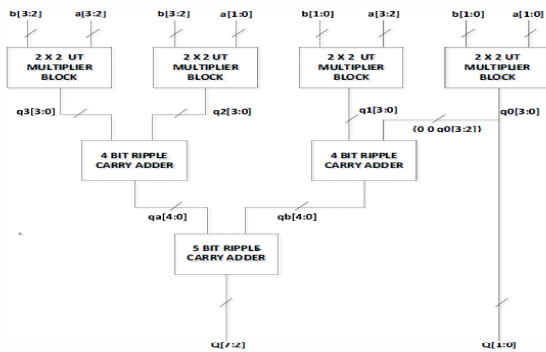 b[3:2] a[3:2] b[3:2] a[1:0] b[1:0] a[3:2] b[1:0] a[1:0]
2 X 2 UT MULTIPLIER BLOCK
2 X 2 UT MULTIPLIER BLOCK
2 X 2 UT MULTIPLIER BLOCK
2 X 2 UT MULTIPLIER BLOCK
q3[3:0] q2[3:0] q1[3:0] q0[3:0]
{0 0 q0[3:2]}
4 BIT RIPPLE CARRY ADDER
4 BIT RIPPLE CARRY ADDER
qa[4:0] qb[4:0]
5 BIT RIPPLE CARRY ADDER
Q[7:2] Q[1:0]